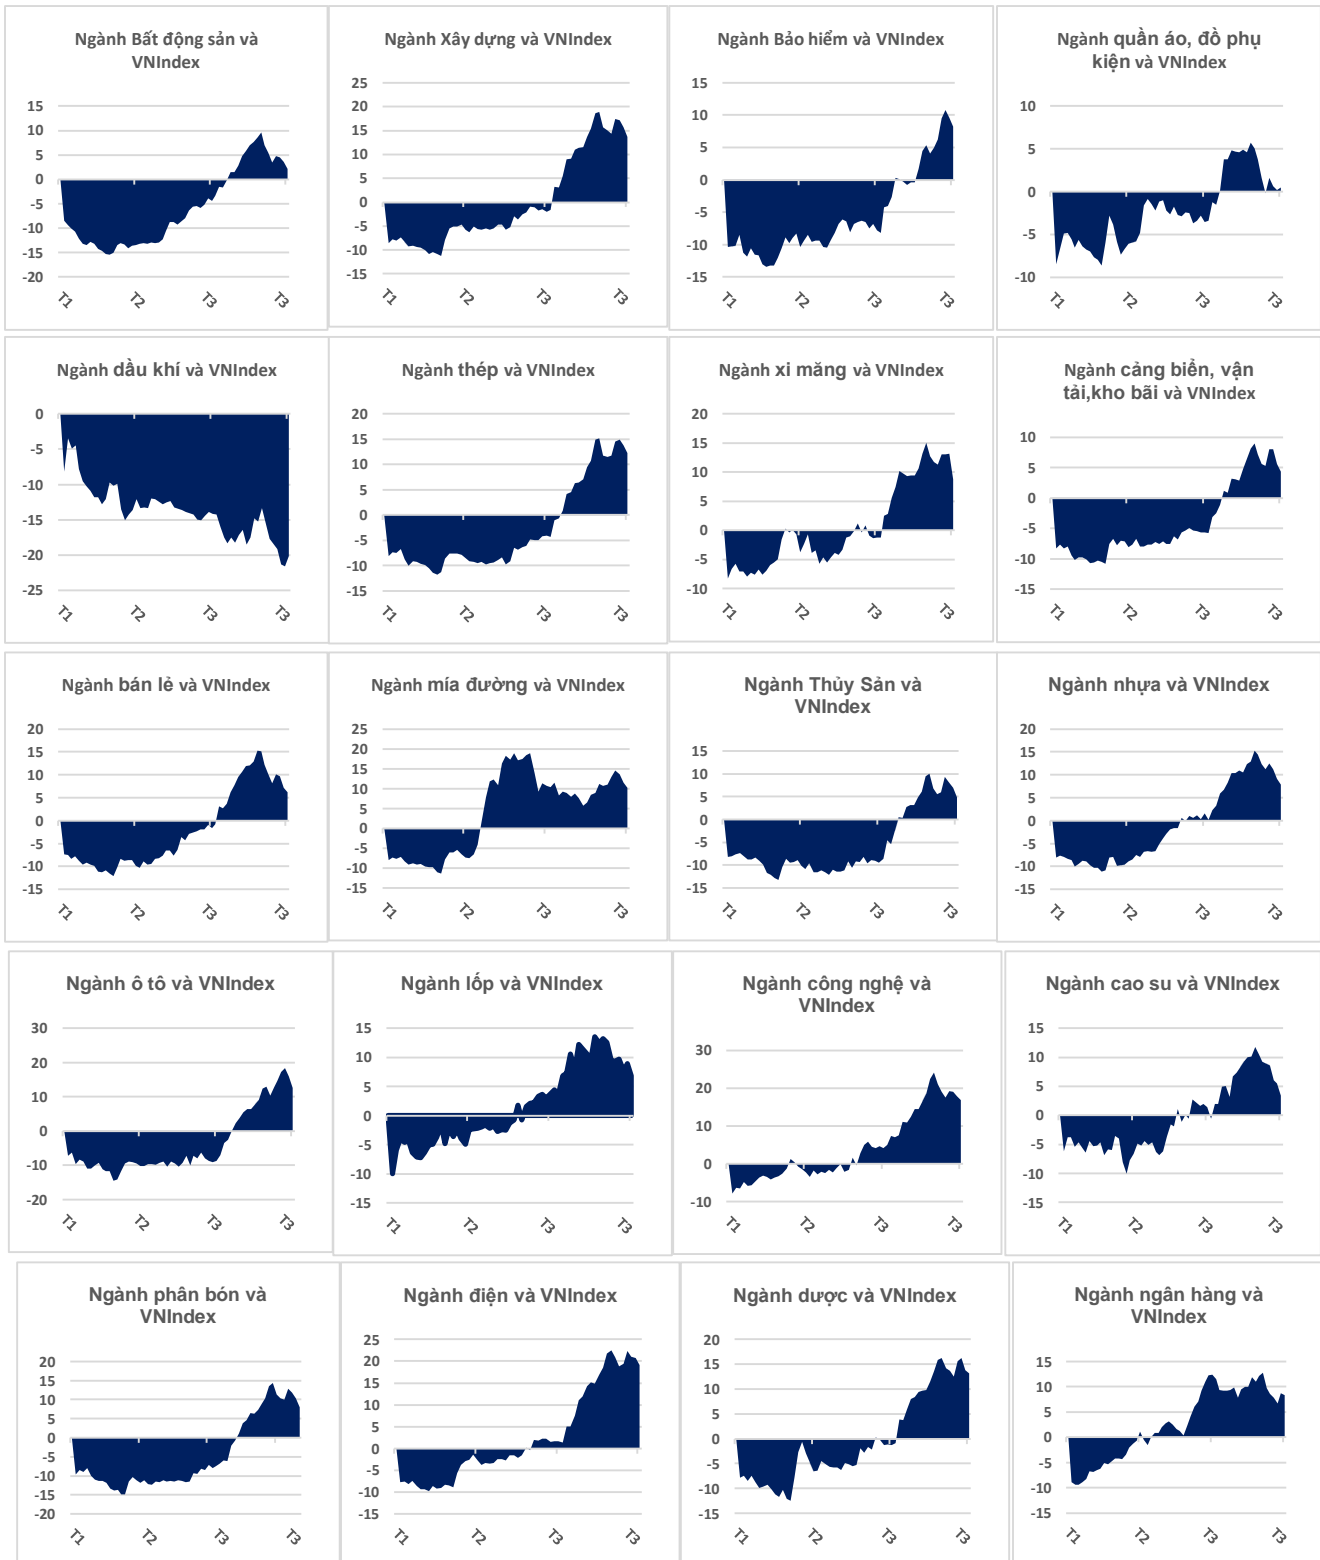 Ngành Bất động sản và
VNIndex
15
10
5
0
-5
-10
-15
-20
T1
T2
T3
T3
Ngành Xây dựng và VNIndex
25
20
15
10
5
0
-5
-10
-15
T1
T2
T3
T3
Ngành Bảo hiểm và VNIndex
15
10
5
0
-5
-10
-15
T1
T2
T3
T3
Ngành quần áo, đồ phụ
kiện và VNIndex
10
5
0
-5
-10
T1
T2
T3
T3
Ngành dầu khí và VNIndex
0
-5
-10
-15
-20
-25
T1
T2
T3
T3
Ngành thép và VNIndex
20
15
10
5
0
-5
-10
-15
T1
T2
T3
T3
Ngành xi măng và VNIndex
20
15
10
5
0
-5
-10
T1
T2
T3
T3
Ngành cảng biển, vận
tải,kho bãi và VNIndex
10
5
0
-5
-10
-15
T1
T2
T3
T3
Ngành bán lẻ và VNIndex
20
15
10
5
0
-5
-10
-15
T1
T2
T3
T3
Ngành mía đường và VNIndex
25
20
15
10
5
0
-5
-10
-15
T1
T2
T3
T3
Ngành Thủy Sản và
VNIndex
15
10
5
0
-5
-10
-15
T1
T2
T3
T3
Ngành nhựa và VNIndex
20
15
10
5
0
-5
-10
-15
T1
T2
T3
T3
Ngành ô tô và VNIndex
30
20
10
0
-10
-20
T1
T2
T3
T3
Ngành lốp và VNIndex
15
10
5
0
-5
-10
-15
T1
T2
T3
T3
Ngành công nghệ và
VNIndex
30
20
10
0
-10
T1
T2
T3
T3
Ngành cao su và VNIndex
15
10
5
0
-5
-10
-15
T1
T2
T3
T3
Ngành phân bón và
VNIndex
20
15
10
5
0
-5
-10
-15
-20
T1
T2
T3
T3
Ngành điện và VNIndex
25
20
15
10
5
0
-5
-10
-15
T1
T2
T3
T3
Ngành dược và VNIndex
20
15
10
5
0
-5
-10
-15
T1
T2
T3
T3
Ngành ngân hàng và
VNIndex
15
10
5
0
-5
-10
-15
T1
T2
T3
T3